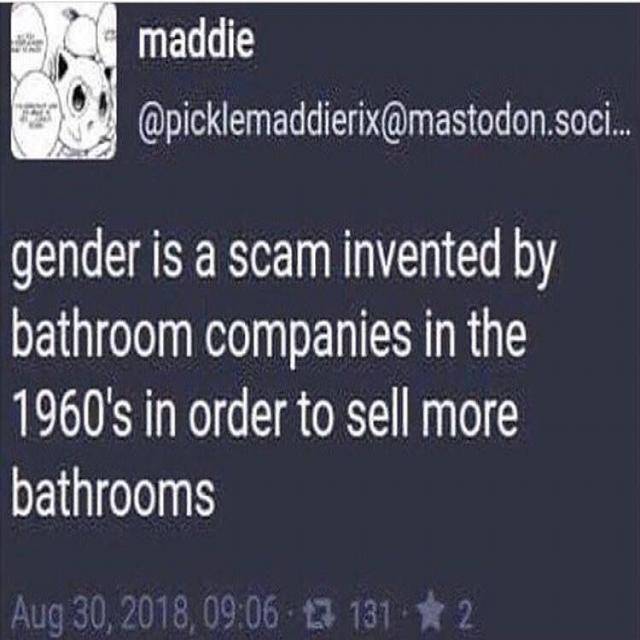 maddie
@picklemaddierix@mastodon.soci...
gender is a scam invented by
bathroom companies in the
1960's in order to sell more
bathrooms
Aug 30, 2018, 09:06 · 131 · 2